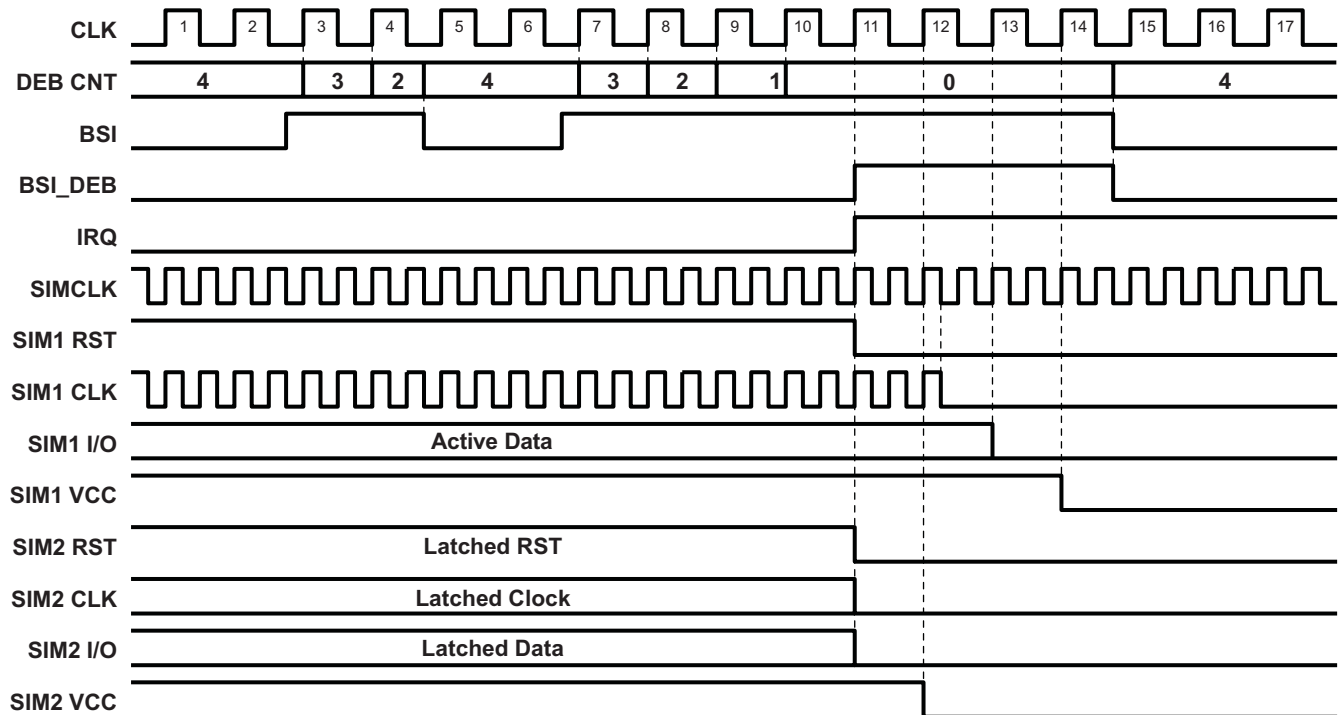 CLK 1 2 3 4 5 6 7 8 9 10 11 12 13 14 15 16 17
DEB CNT 4 3 2 4 3 2 1 0 4
BSI
BSI_DEB
IRQ
SIMCLK
SIM1 RST
SIM1 CLK
SIM1 I/O Active Data
SIM1 VCC
SIM2 RST Latched RST
SIM2 CLK Latched Clock
SIM2 I/O Latched Data
SIM2 VCC